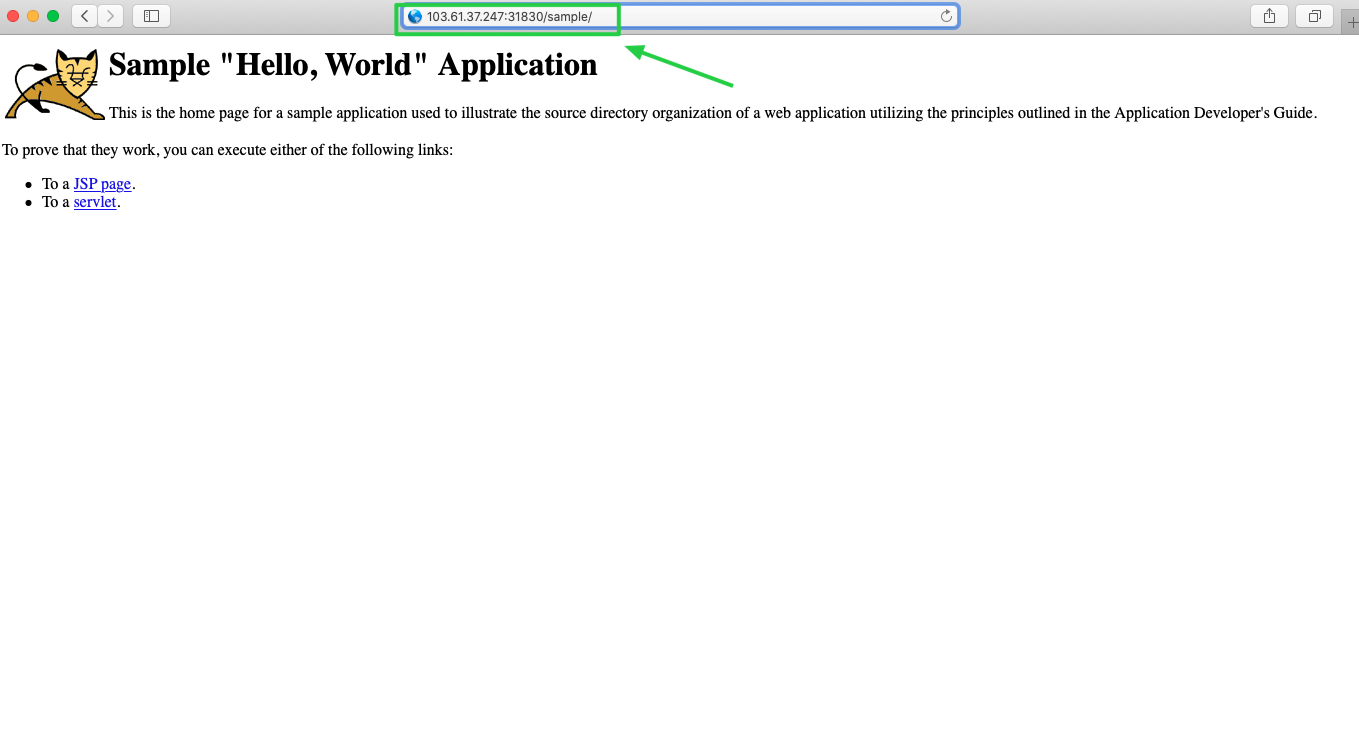 103.61.37.247:31830/sample/
Sample "Hello, World" Application
This is the home page for a sample application used to illustrate the source directory organization of a web application utilizing the principles outlined in the Application Developer's Guide.
To prove that they work, you can execute either of the following links:
• To a JSP page.
• To a servlet.